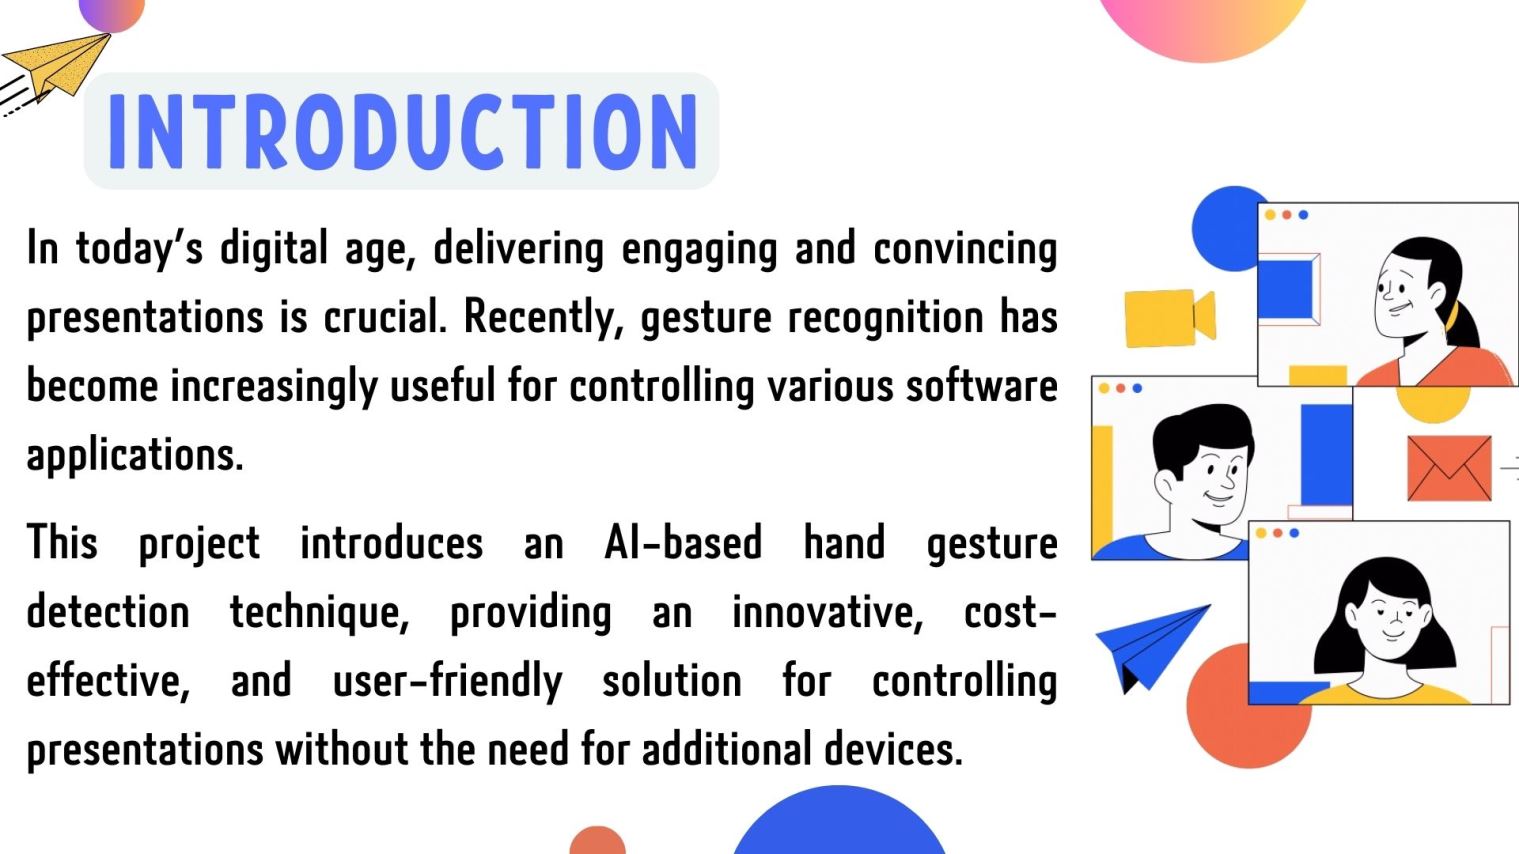 INTRODUCTION
In today's digital age, delivering engaging and convincing
presentations is crucial. Recently, gesture recognition has
become increasingly useful for controlling various software
applications.
This project introduces an AI-based hand gesture
detection technique, providing an innovative, cost-
effective, and user-friendly solution for controlling
presentations without the need for additional devices.